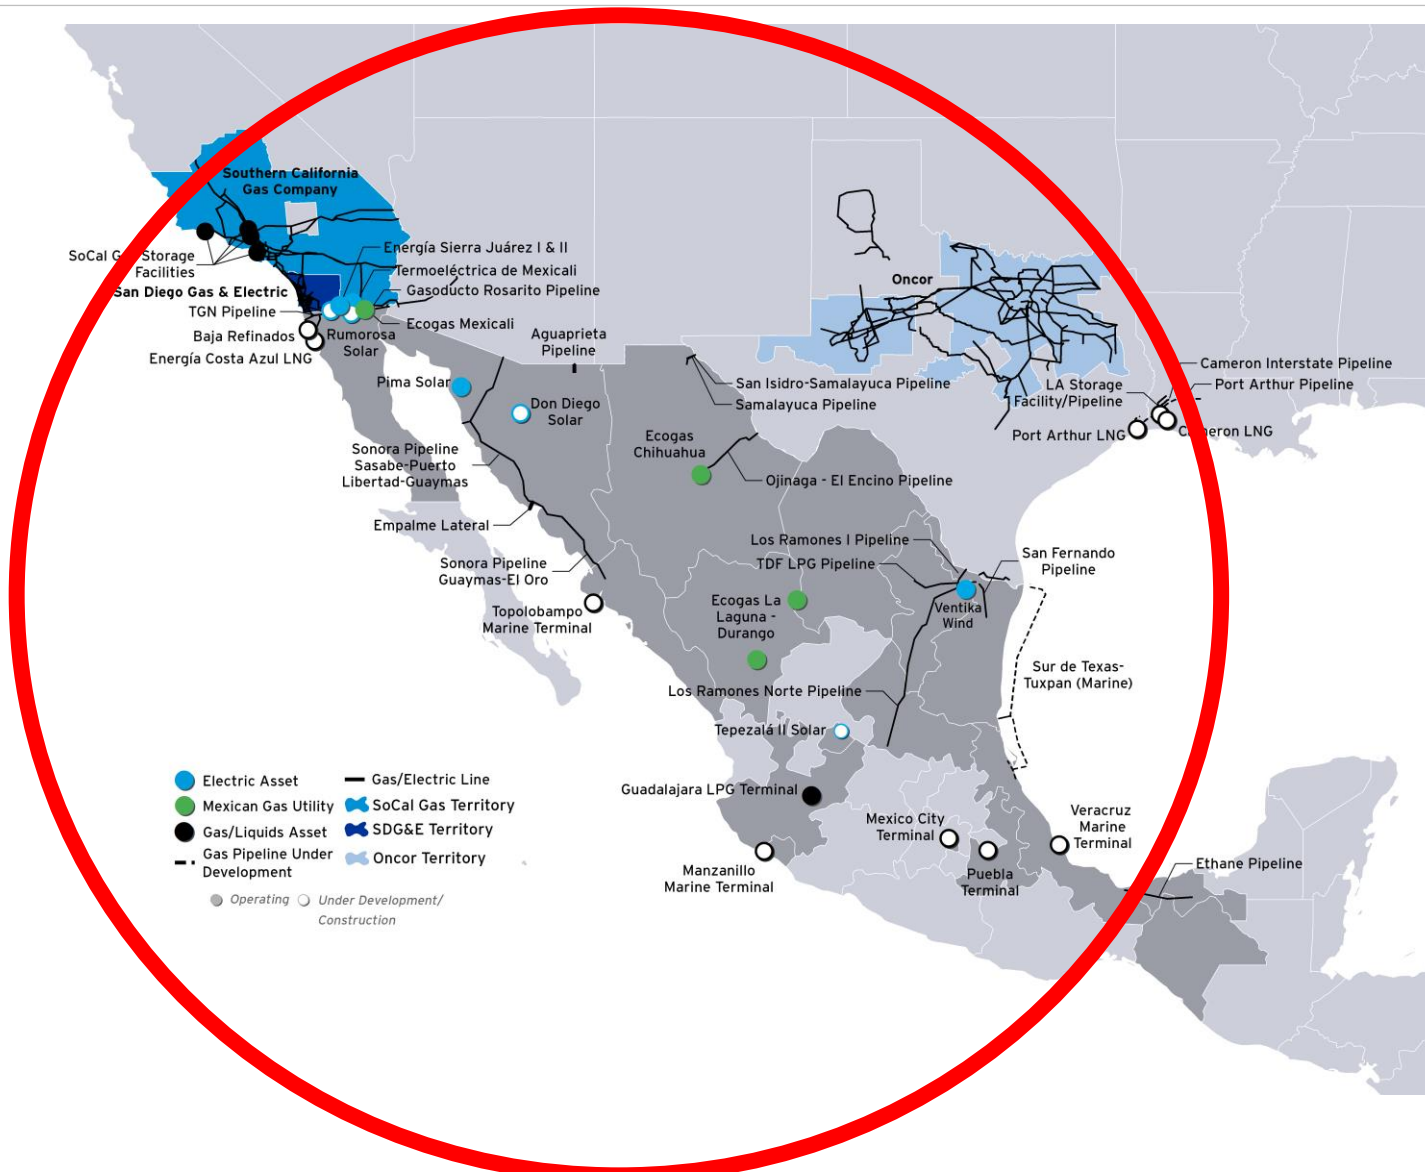 Southern California
Gas Company
SoCal Gas Storage
Facilities
San Diego Gas & Electric
TGN Pipeline
Baja Refinados
Energía Costa Azul LNG
Energía Sierra Juárez I & II
Termoeléctrica de Mexicali
Gasoducto Rosarito Pipeline
Ecogas Mexicali
Rumorosa
Solar
Aguaprieta
Pipeline
Pima Solar
Don Diego
Solar
Sonora Pipeline
Sasabe-Puerto
Libertad-Guaymas
Empalme Lateral
Sonora Pipeline
Guaymas-El Oro
Topolobampo
Marine Terminal
Oncor
San Isidro-Samalayuca Pipeline
Samalayuca Pipeline
Ecogas
Chihuahua
Ojinaga - El Encino Pipeline
Cameron Interstate Pipeline
Port Arthur Pipeline
LA Storage
Facility/Pipeline
Port Arthur LNG
Cameron LNG
Los Ramones I Pipeline
TDF LPG Pipeline
San Fernando
Pipeline
Ventika
Wind
Ecogas La
Laguna -
Durango
Los Ramones Norte Pipeline
Sur de Texas-
Tuxpan (Marine)
Tepezalá II Solar
Guadalajara LPG Terminal
Manzanillo
Marine Terminal
Mexico City
Terminal
Puebla
Terminal
Veracruz
Marine
Terminal
Ethane Pipeline
Electric Asset
Mexican Gas Utility
Gas/Liquids Asset
Gas Pipeline Under
Development
Gas/Electric Line
SoCal Gas Territory
SDG&E Territory
Oncor Territory
Operating
Under Development/
Construction